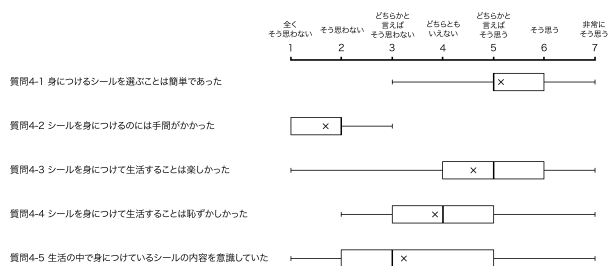 全く
そう思わない
そう思わない
どちらかと
言えば
そう思わない
どちらとも
いえない
どちらかと
言えば
そう思う
そう思う
非常に
そう思う
1 2 3 4 5 6 7
質問4-1 身につけるシールを選ぶことは簡単であった
質問4-2 シールを身につけるのには手間がかかった
質問4-3 シールを身につけて生活することは楽しかった
質問4-4 シールを身につけて生活することは恥ずかしかった
質問4-5 生活の中で身につけているシールの内容を意識していた